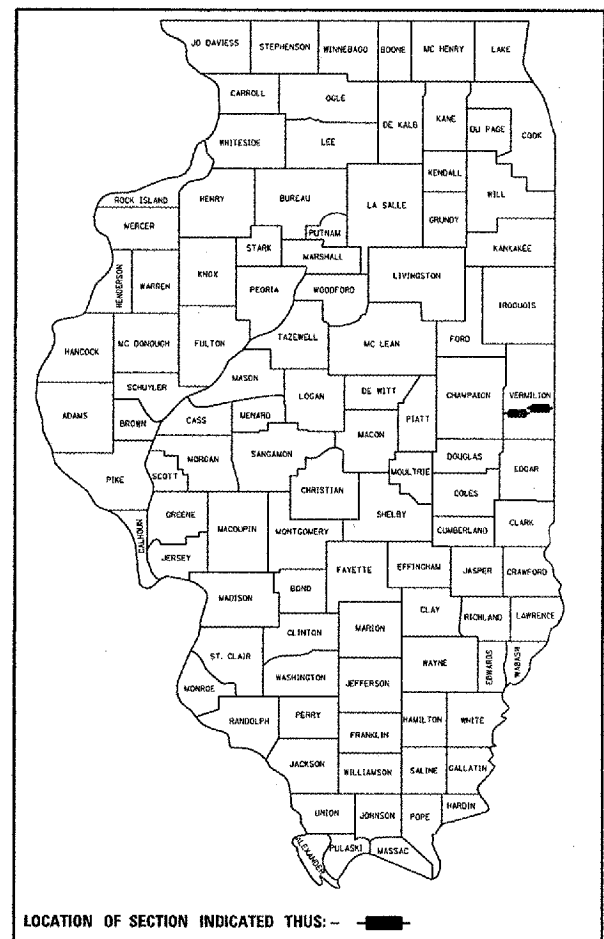 JO DAVIESS STEPHENSON WINNEBAGO BOONE MC HENRY LAKE
CARROLL OGLE DE KALB KANE DU PAGE COOK
WHITESIDE LEE
KENDALL WILL
ROCK ISLAND HENRY BUREAU LA SALLE GRUNDY
MERCER PUTNAM
STARK MARSHALL KANKAKEE
HENDERSON WARREN KNOX PEORIA WOODFORD LIVINGSTON
IROQUOIS
HANCOCK MC DONOUGH FULTON TAZEWELL MC LEAN FORD
SCHUYLER MASON DE WITT CHAMPAION VERMILION
ADAMS BROWN CASS MENARD LOGAN PIATT
MACON
PIKE SCOTT MORGAN SANGAMON CHRISTIAN MOULTRIE DOUGLAS EDGAR
COLES
CALHOUN GREENE MACOUPIN MONTGOMERY SHELBY CUMBERLAND CLARK
JERSEY
BOND FAYETTE EFFINGHAM JASPER CRAWFORD
MADISON
CLINTON MARION CLAY RICHLAND LAWRENCE
ST. CLAIR WAYNE EDWARDS WABASH
MONROE WASHINGTON JEFFERSON
RANDOLPH PERRY HAMILTON WHITE
FRANKLIN
JACKSON WILLIAMSON SALINE GALLATIN
UNION JOHNSON POPE HARDIN
ALEXANDER PULASKI MASSAC
LOCATION OF SECTION INDICATED THUS: -